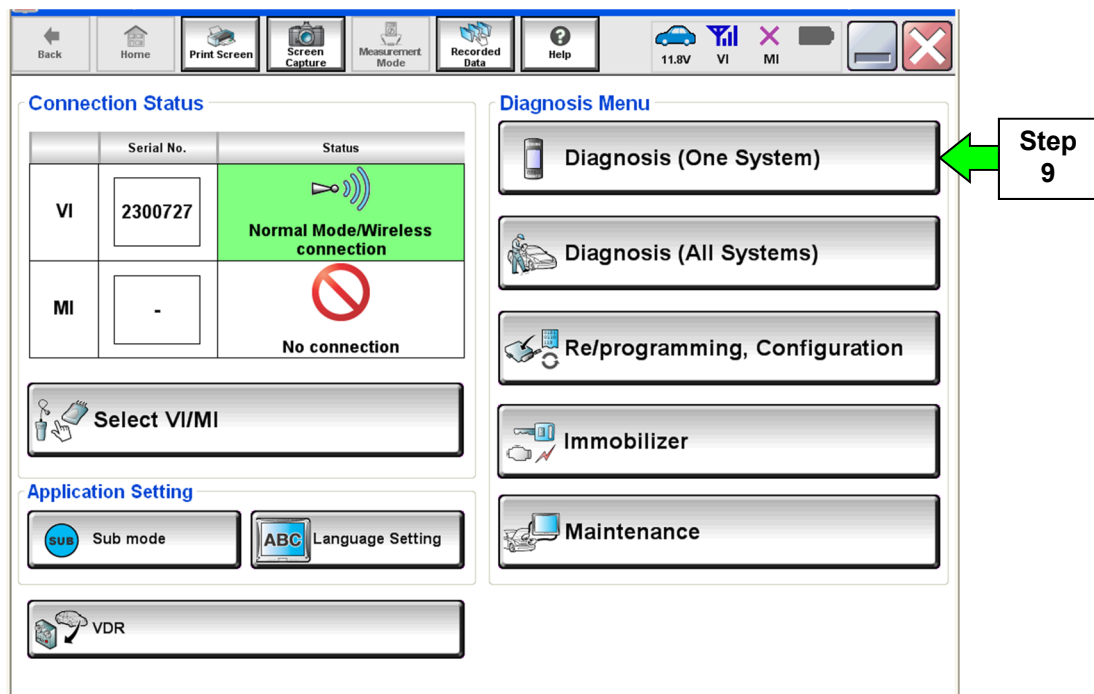 Back
Home
Print Screen
Screen
Capture
Measurement
Mode
Recorded
Data
?
Help
11.8V
VI
MI
Connection Status
Serial No.
Status
VI
2300727
Normal Mode/Wireless
connection
MI
-
No connection
Select VI/MI
Application Setting
SUB
Sub mode
ABC
Language Setting
VDR
Diagnosis Menu
Diagnosis (One System)
Diagnosis (All Systems)
Re/programming, Configuration
Immobilizer
Maintenance
Step
9